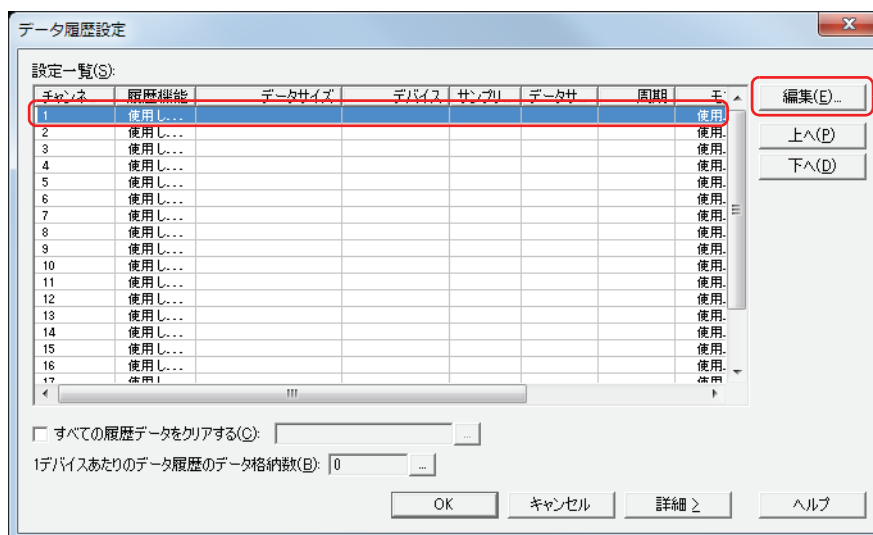 データ履歴設定
設定一覧(S):
チャンネ 履歴機能 データサイズ デバイス サンプリ データサ 周期 モ
1 使用し... 使用.
2 使用し... 使用.
3 使用し... 使用.
4 使用し... 使用.
5 使用し... 使用.
6 使用し... 使用.
7 使用し... 使用.
8 使用し... 使用.
9 使用し... 使用.
10 使用し... 使用.
11 使用し... 使用.
12 使用し... 使用.
13 使用し... 使用.
14 使用し... 使用.
15 使用し... 使用.
16 使用し... 使用.
17
編集(E)...
上へ(P)
下へ(D)
すべての履歴データをクリアする(C): ...
1デバイスあたりのデータ履歴のデータ格納数(B): 0 ...
OK キャンセル 詳細 ≥ ヘルプ